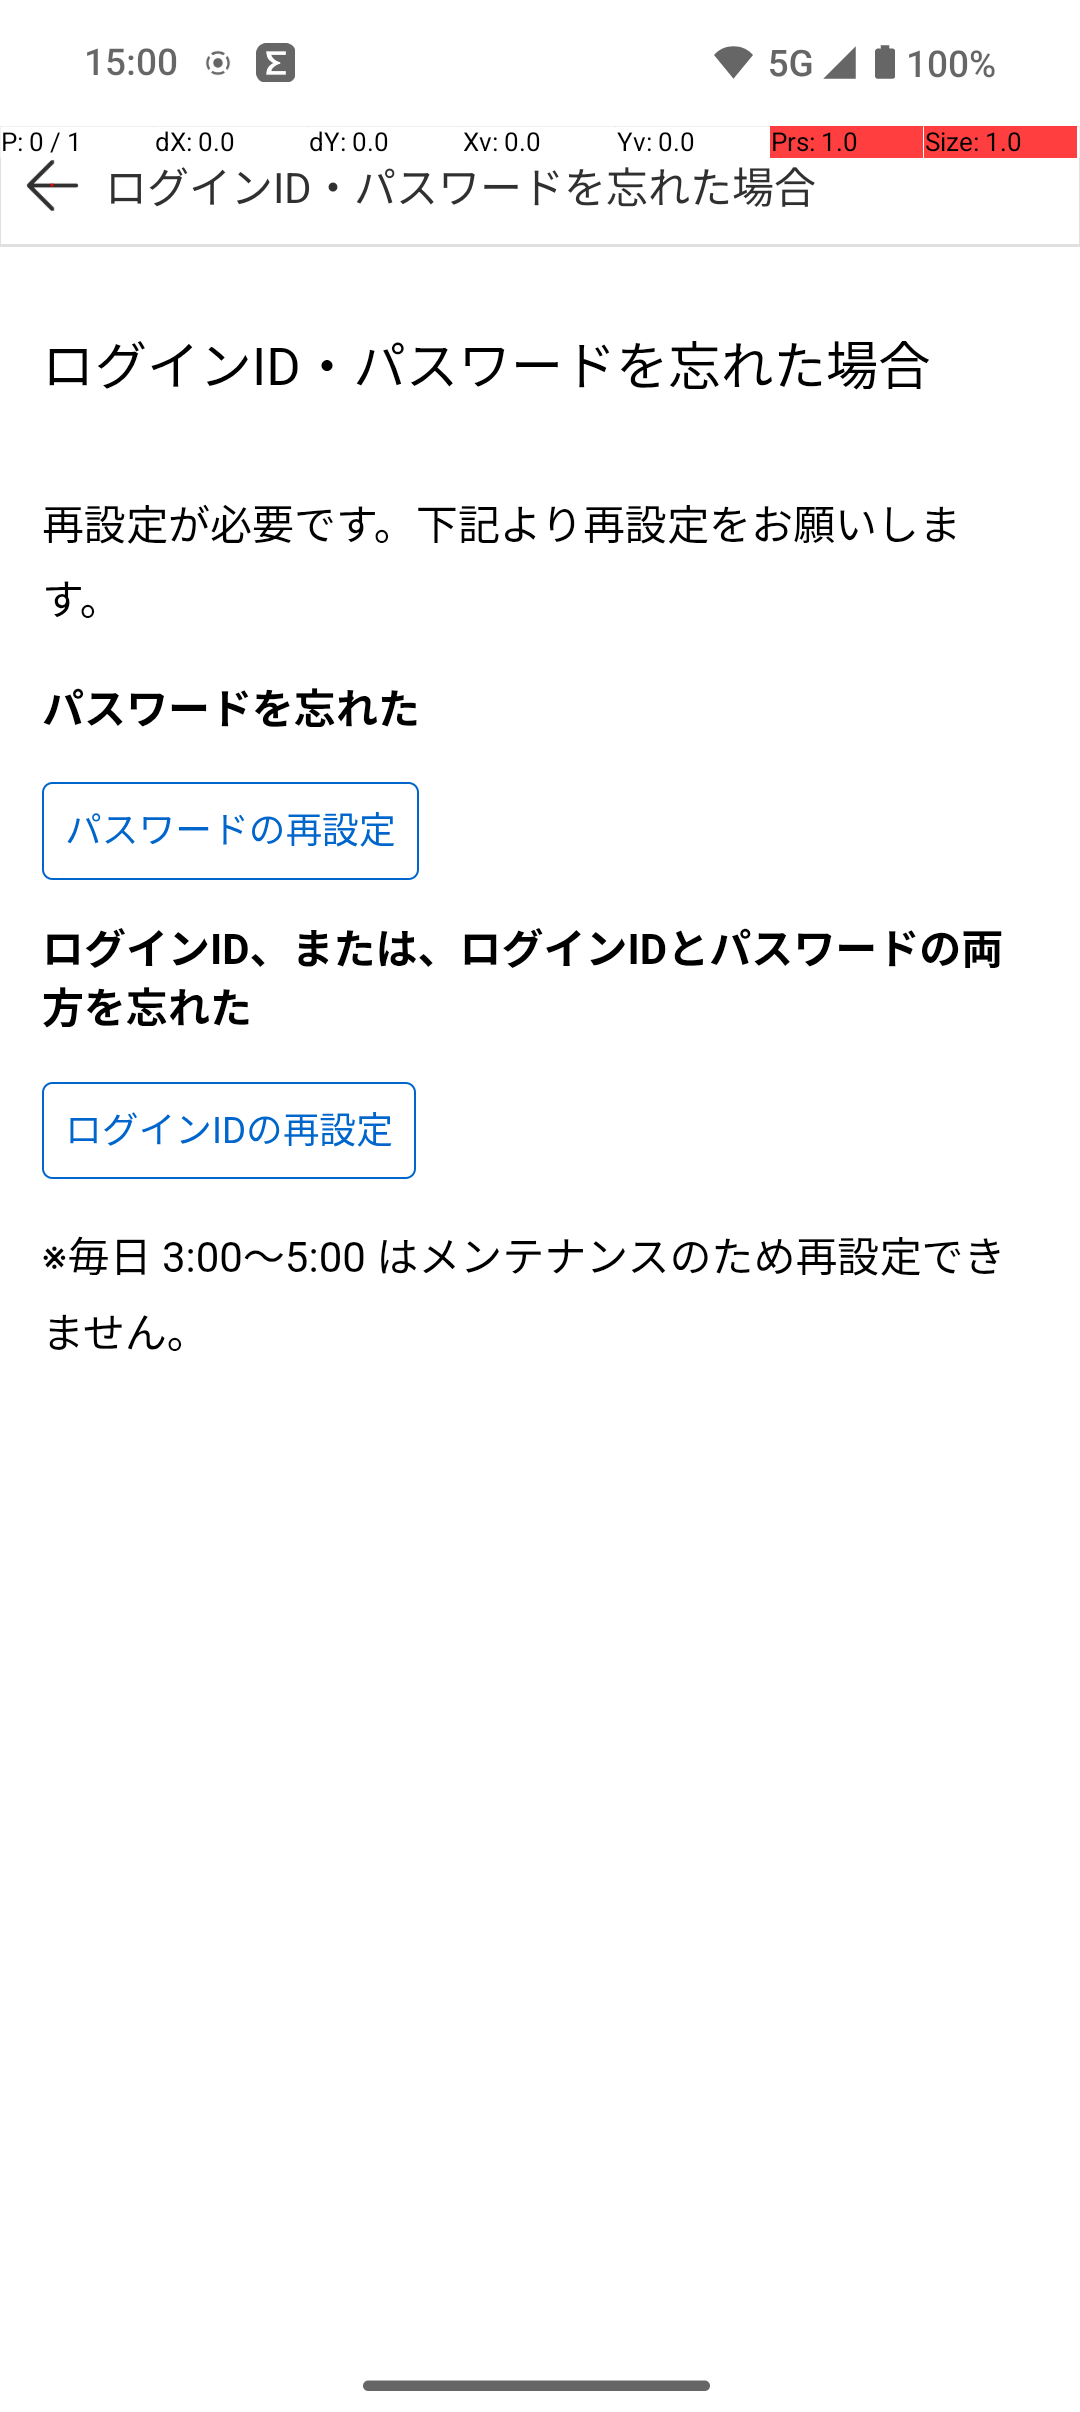 15:00
5G
100%
P: 0 / 1
dX: 0.0
dY: 0.0
Xv: 0.0
Yv: 0.0
Prs: 1.0
Size: 1.0
ログインID・パスワードを忘れた場合
ログインID・パスワードを忘れた場合
再設定が必要です。下記より再設定をお願いしま
す。
パスワードを忘れた
パスワードの再設定
ログインID、または、ログインIDとパスワードの両
方を忘れた
ログインIDの再設定
※毎日 3:00〜5:00 はメンテナンスのため再設定でき
ません。